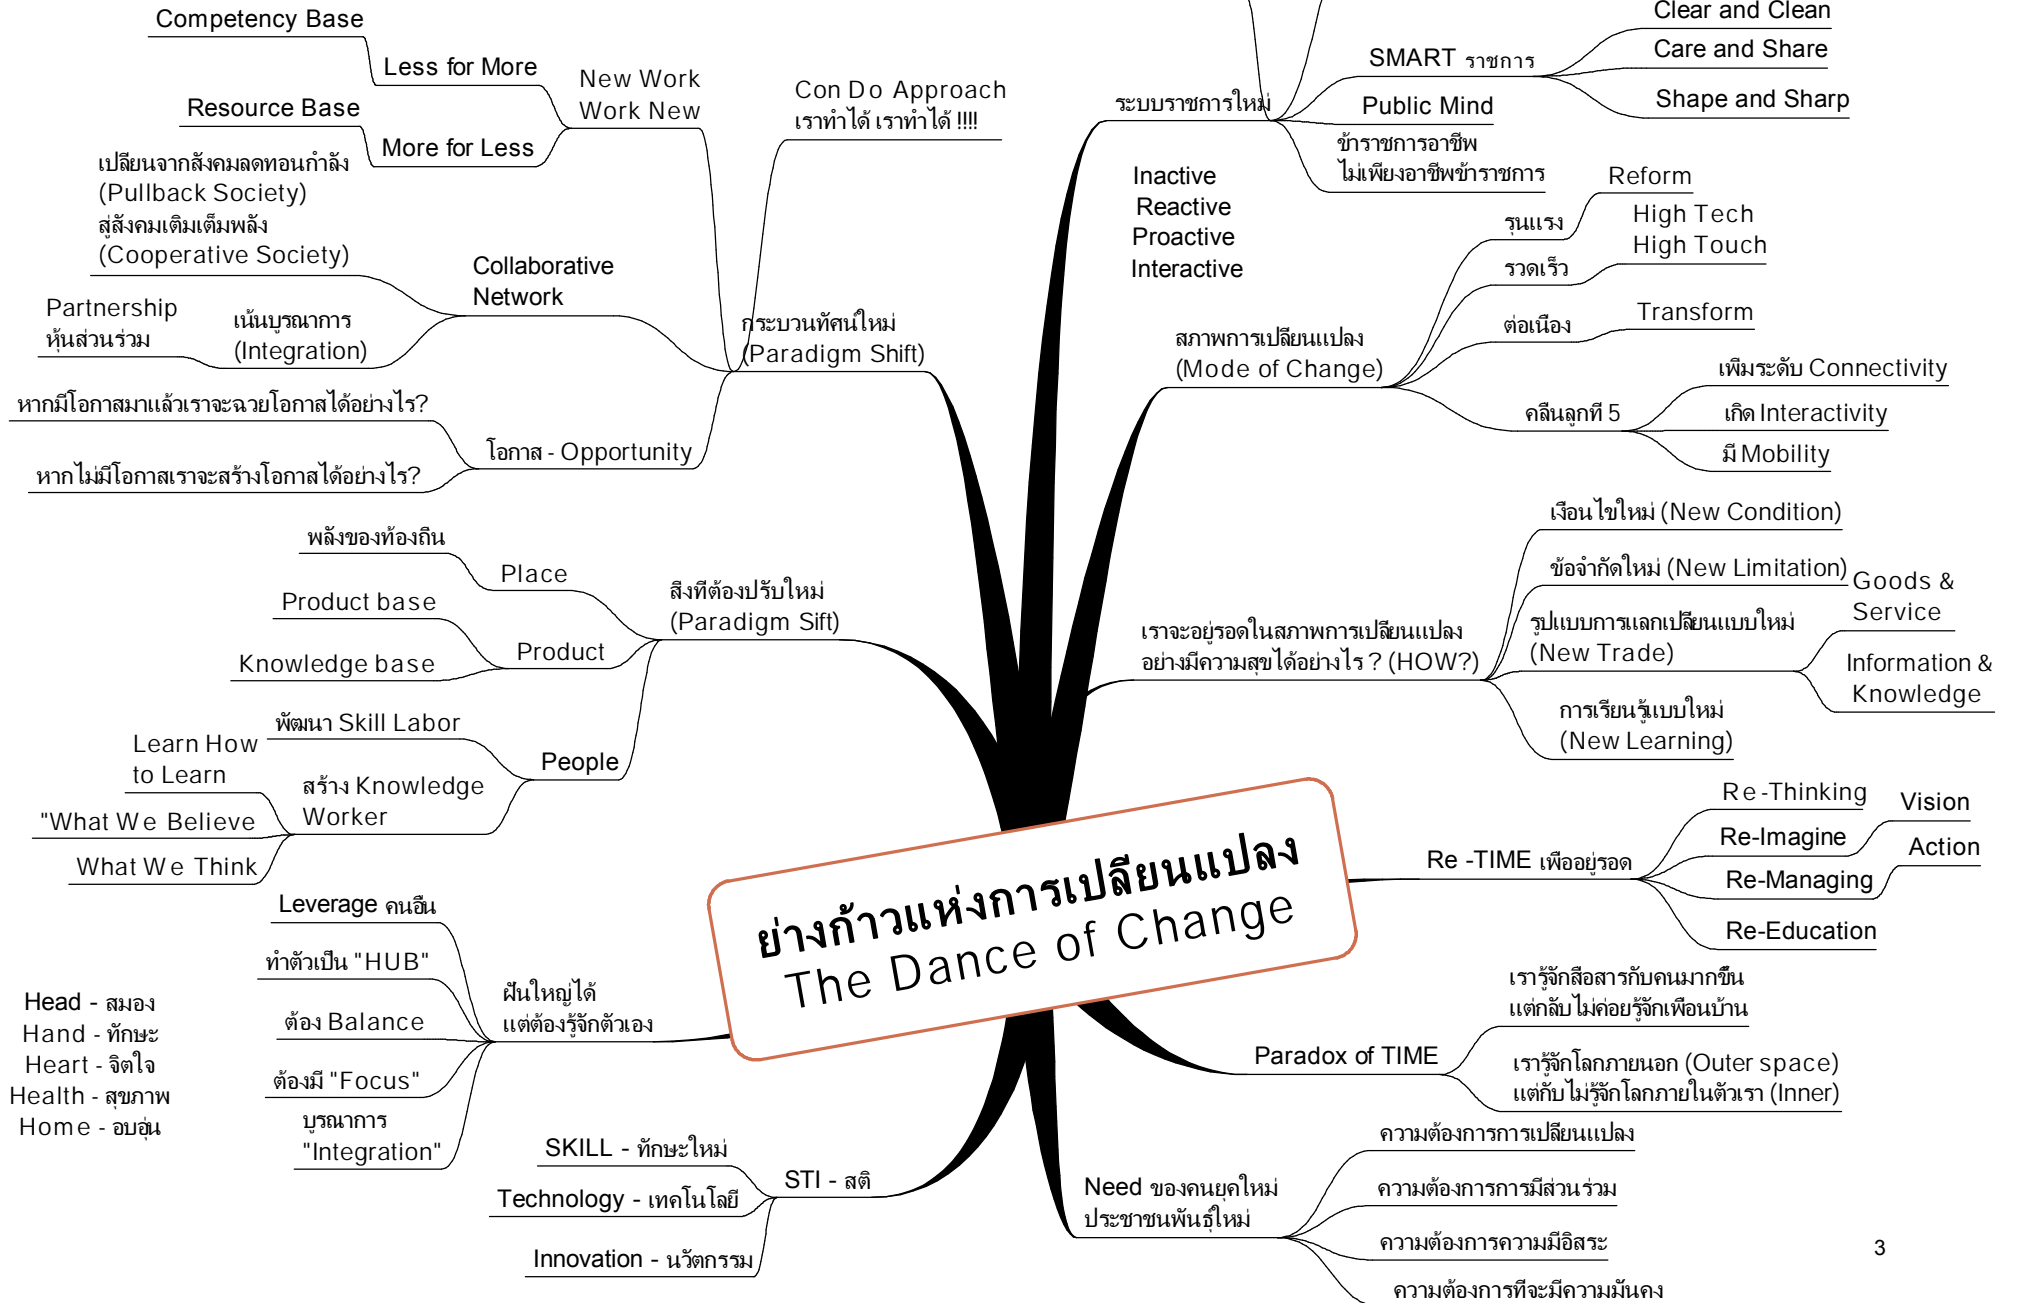 Competency Base
Less for More
Resource Base
More for Less
New Work
Work New
Con Do Approach
เราทำได้ เราทำได้ !!!!
เปลียนจากสังคมลดทอนกำลัง
(Pullback Society)
สู่สังคมเติมเต็มพลัง
(Cooperative Society)
Collaborative
Network
Partnership
หุ้นส่วนร่วม
เน้นบูรณาการ
(Integration)
กระบวนทัศน์ใหม่
(Paradigm Shift)
หากมีโอกาสมาแล้วเราจะฉวยโอกาสได้อย่างไร?
โอกาส - Opportunity
หากไม่มีโอกาสเราจะสร้างโอกาสได้อย่างไร?
พลังของท้องถิน
Place
Product base
Knowledge base
Product
สิงทีต้องปรับใหม่
(Paradigm Sift)
พัฒนา Skill Labor
People
Learn How
to Learn
"What We Believe
What We Think
สร้าง Knowledge
Worker
Leverage คนอืน
ทำตัวเป็น "HUB"
ต้อง Balance
ต้องมี "Focus"
บูรณาการ
"Integration"
ฝันใหญ่ได้
แต่ต้องรู้จักตัวเอง
Head - สมอง
Hand - ทักษะ
Heart - จิตใจ
Health - สุขภาพ
Home - อบอุ่น
SKILL - ทักษะใหม่
Technology - เทคโนโลยี
Innovation - นวัตกรรม
STI - สติ
ย่างก้าวแห่งการเปลียนแปลง
The Dance of Change
ระบบราชการใหม่
SMART ราชการ
Clear and Clean
Care and Share
Shape and Sharp
Public Mind
ข้าราชการอาชีพ
ไม่เพียงอาชีพข้าราชการ
Inactive
Reactive
Proactive
Interactive
สภาพการเปลียนแปลง
(Mode of Change)
รุนแรง
Reform
รวดเร็ว
High Tech
High Touch
ต่อเนือง
Transform
คลืนลูกที 5
เพิมระดับ Connectivity
เกิด Interactivity
มี Mobility
เราจะอยู่รอดในสภาพการเปลียนแปลง
อย่างมีความสุขได้อย่างไร ? (HOW?)
เงือนไขใหม่ (New Condition)
ข้อจำกัดใหม่ (New Limitation)
รูปแบบการแลกเปลียนแบบใหม่
(New Trade)
Goods &
Service
Information &
Knowledge
การเรียนรู้แบบใหม่
(New Learning)
Re -TIME เพืออยู่รอด
Re-Thinking
Re-Imagine
Vision
Re-Managing
Action
Re-Education
Paradox of TIME
เรารู้จักสือสารกับคนมากขึน
แต่กลับไม่ค่อยรู้จักเพือนบ้าน
เรารู้จักโลกภายนอก (Outer space)
แต่กับไม่รู้จักโลกภายในตัวเรา (Inner)
Need ของคนยุคใหม่
ประชาชนพันธุ์ใหม่
ความต้องการการเปลียนแปลง
ความต้องการการมีส่วนร่วม
ความต้องการความมีอิสระ
ความต้องการทีจะมีความมันคง
3